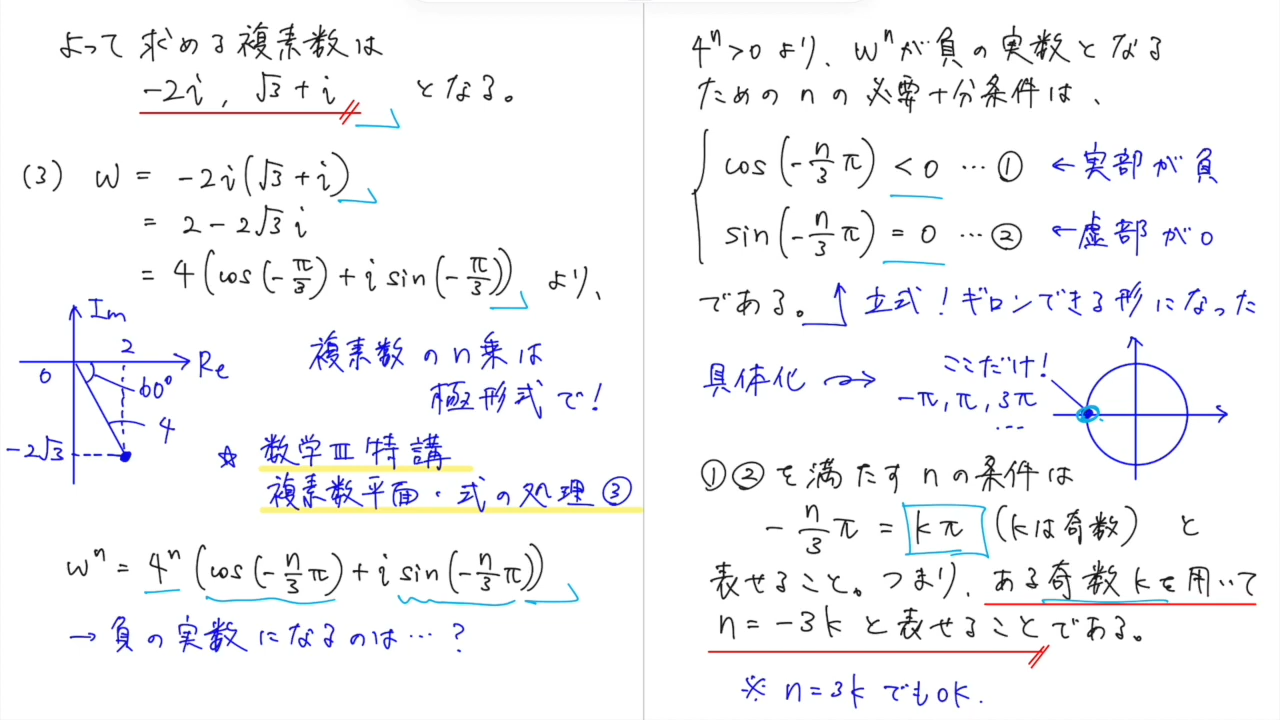 よって求める複素数は
-2i, √3+i となる。
(3) w = -2i(√3+i)
= 2-2√3i
= 4(cos(-π/3)+i sin(-π/3)) より、
Im
2
0
Re
60°
4
-2√3
複素数のn乗は
極形式で!
☆ 数学Ⅲ特講
複素数平面・式の処理③
wⁿ = 4ⁿ(cos(-n/3 π)+i sin(-n/3 π))
→ 負の実数になるのは…?
4ⁿ>0より、wⁿが負の実数となる
ためのnの必要十分条件は、
cos(-n/3 π) < 0 …① ←実部が負
sin(-n/3 π) = 0 …② ←虚部が0
である。 立式!ギロンできる形になった
具体化
ここだけ!
-π, π, 3π
…
①②を満たすnの条件は
-n/3 π = kπ (kは奇数) と
表せること。つまり、ある奇数kを用いて
n=-3kと表せることである。
※ n=3kでもOK.